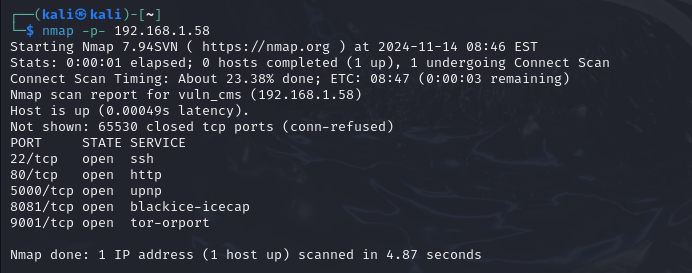 ┌──(kali㉿kali)-[~]
└─$ nmap -p- 192.168.1.58
Starting Nmap 7.94SVN ( https://nmap.org ) at 2024-11-14 08:46 EST
Stats: 0:00:01 elapsed; 0 hosts completed (1 up), 1 undergoing Connect Scan
Connect Scan Timing: About 23.38% done; ETC: 08:47 (0:00:03 remaining)
Nmap scan report for vuln_cms (192.168.1.58)
Host is up (0.00049s latency).
Not shown: 65530 closed tcp ports (conn-refused)
PORT     STATE SERVICE
22/tcp   open  ssh
80/tcp   open  http
5000/tcp open  upnp
8081/tcp open  blackice-icecap
9001/tcp open  tor-orport
Nmap done: 1 IP address (1 host up) scanned in 4.87 seconds